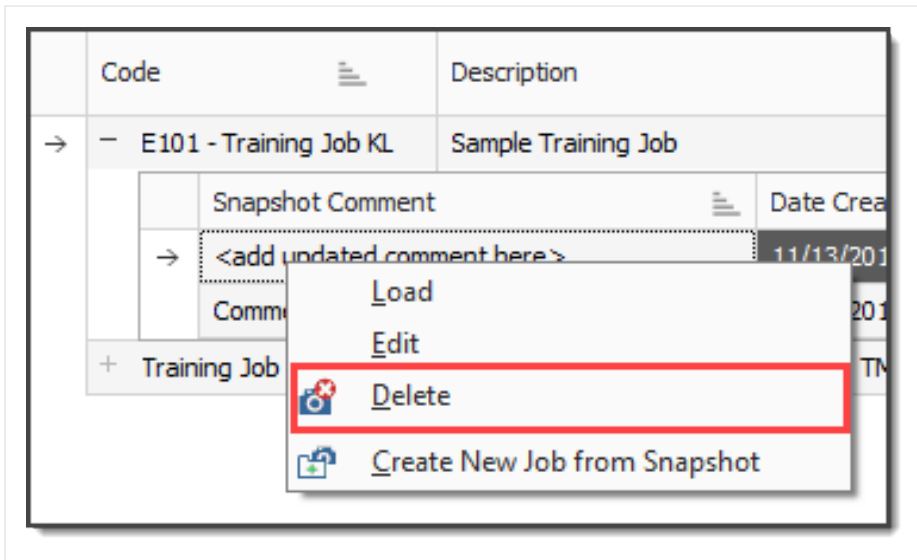 Code Description
E101 - Training Job KL Sample Training Job
Snapshot Comment Date Crea
<add updated comment here> 11/13/201
Load
Comme 201
Edit
Training Job TM
Delete
Create New Job from Snapshot